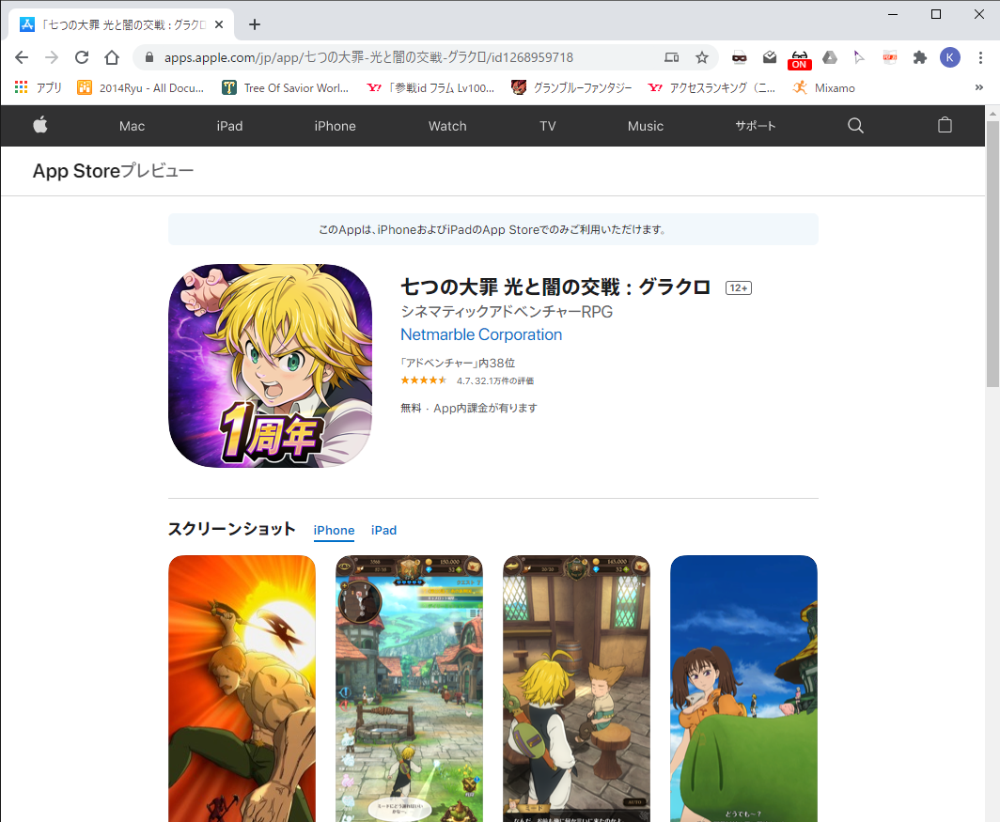 「七つの大罪 光と闇の交戦 : グラクロ
apps.apple.com/jp/app/七つの大罪-光と闇の交戦-グラクロ/id1268959718
ON
K
アプリ
2014Ryu - All Docu...
Tree Of Savior Worl...
「参戦id フラム Lv100...
グランブルーファンタジー
アクセスランキング（ニ...
Mixamo
»
Mac
iPad
iPhone
Watch
TV
Music
サポート
App Storeプレビュー
このAppは、iPhoneおよびiPadのApp Storeでのみご利用いただけます。
1周年
七つの大罪 光と闇の交戦 : グラクロ 12+
シネマティックアドベンチャーRPG
Netmarble Corporation
「アドベンチャー」内38位
4.7、32.1万件の評価
無料 · App内課金が有ります
スクリーンショット iPhone iPad
150,000
145,000
20/20
ミード
AUTO
どうでも〜？